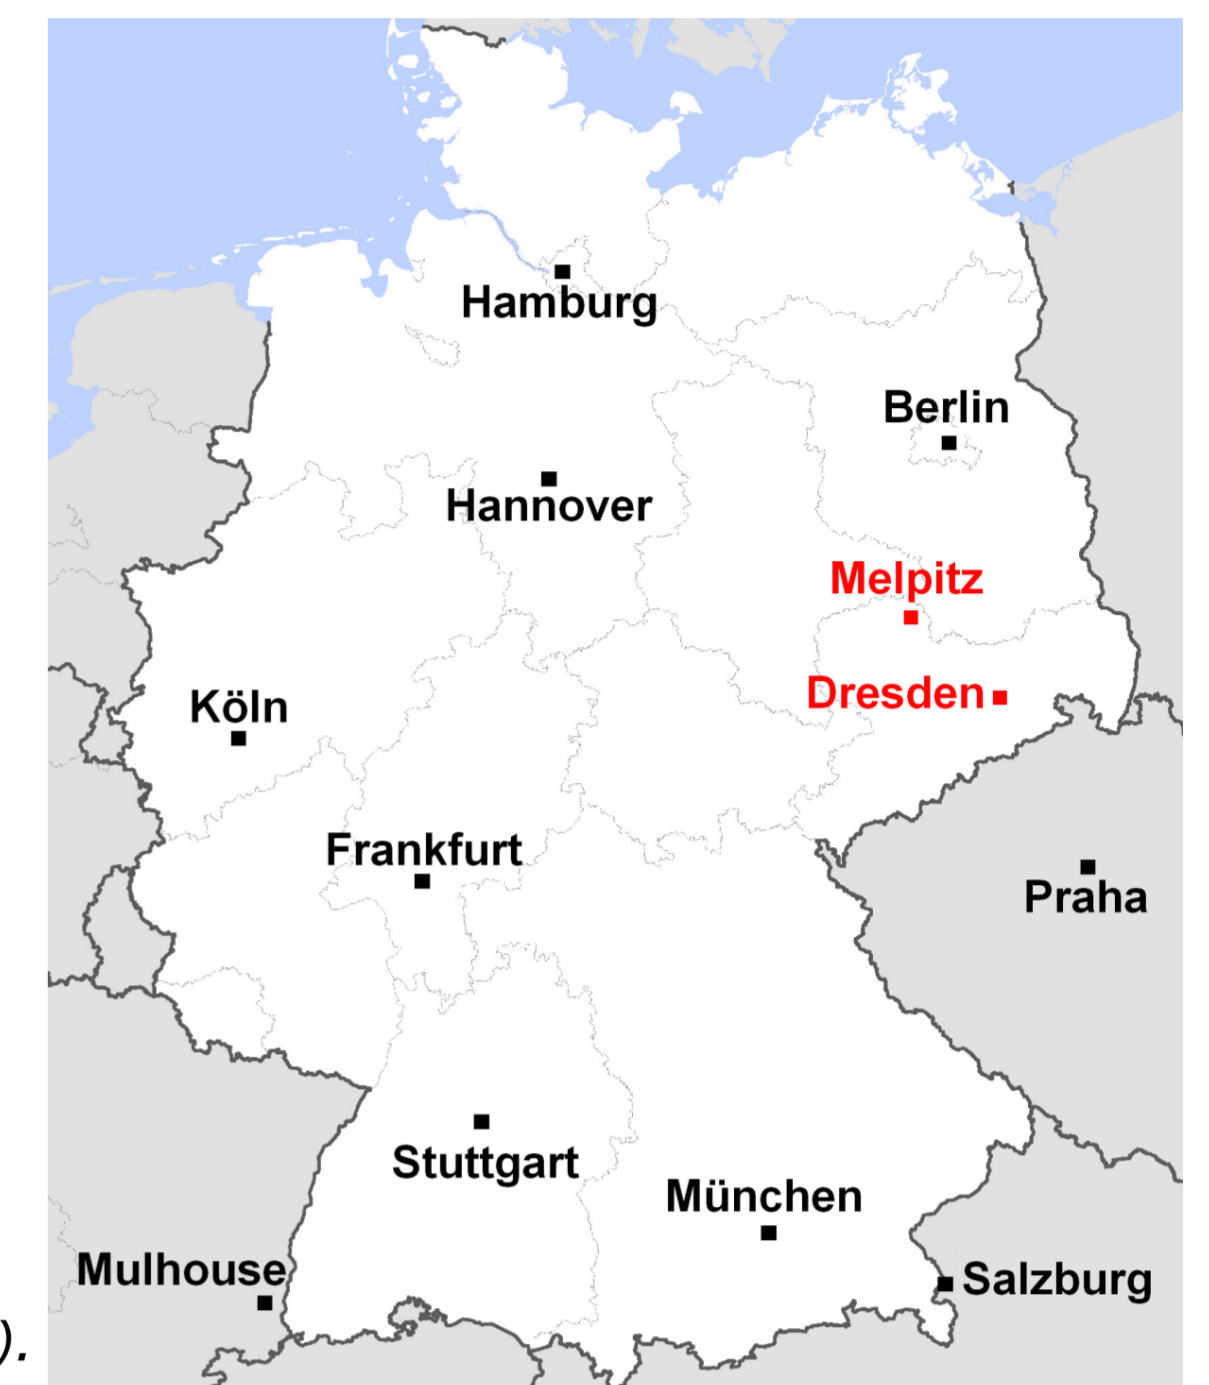 Hamburg
Berlin
Hannover
Melpitz
Dresden
Köln
Frankfurt
Praha
Stuttgart
München
Mulhouse
Salzburg
).